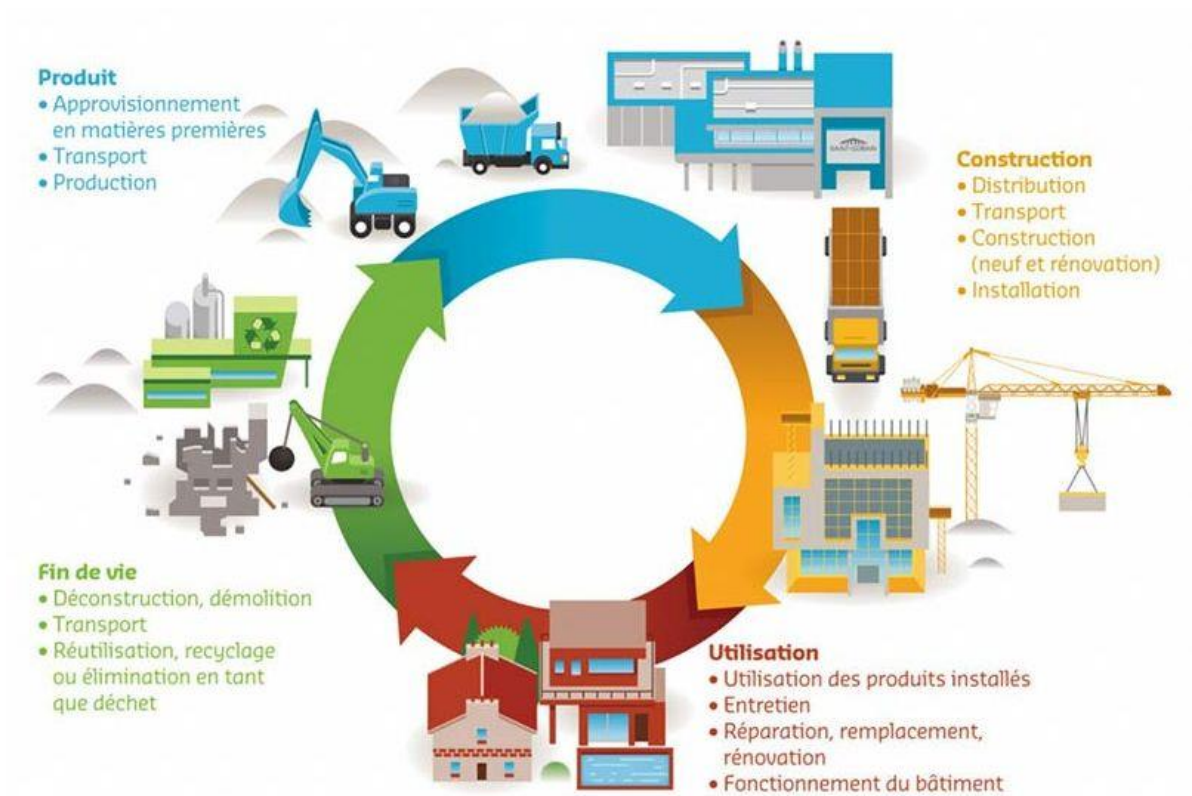 Produit
• Approvisionnement
en matières premières
• Transport
• Production
SAINT-GOBAIN
Construction
• Distribution
• Transport
• Construction
(neuf et rénovation)
• Installation
Fin de vie
• Déconstruction, démolition
• Transport
• Réutilisation, recyclage
ou élimination en tant
que déchet
Utilisation
• Utilisation des produits installés
• Entretien
• Réparation, remplacement,
rénovation
• Fonctionnement du bâtiment